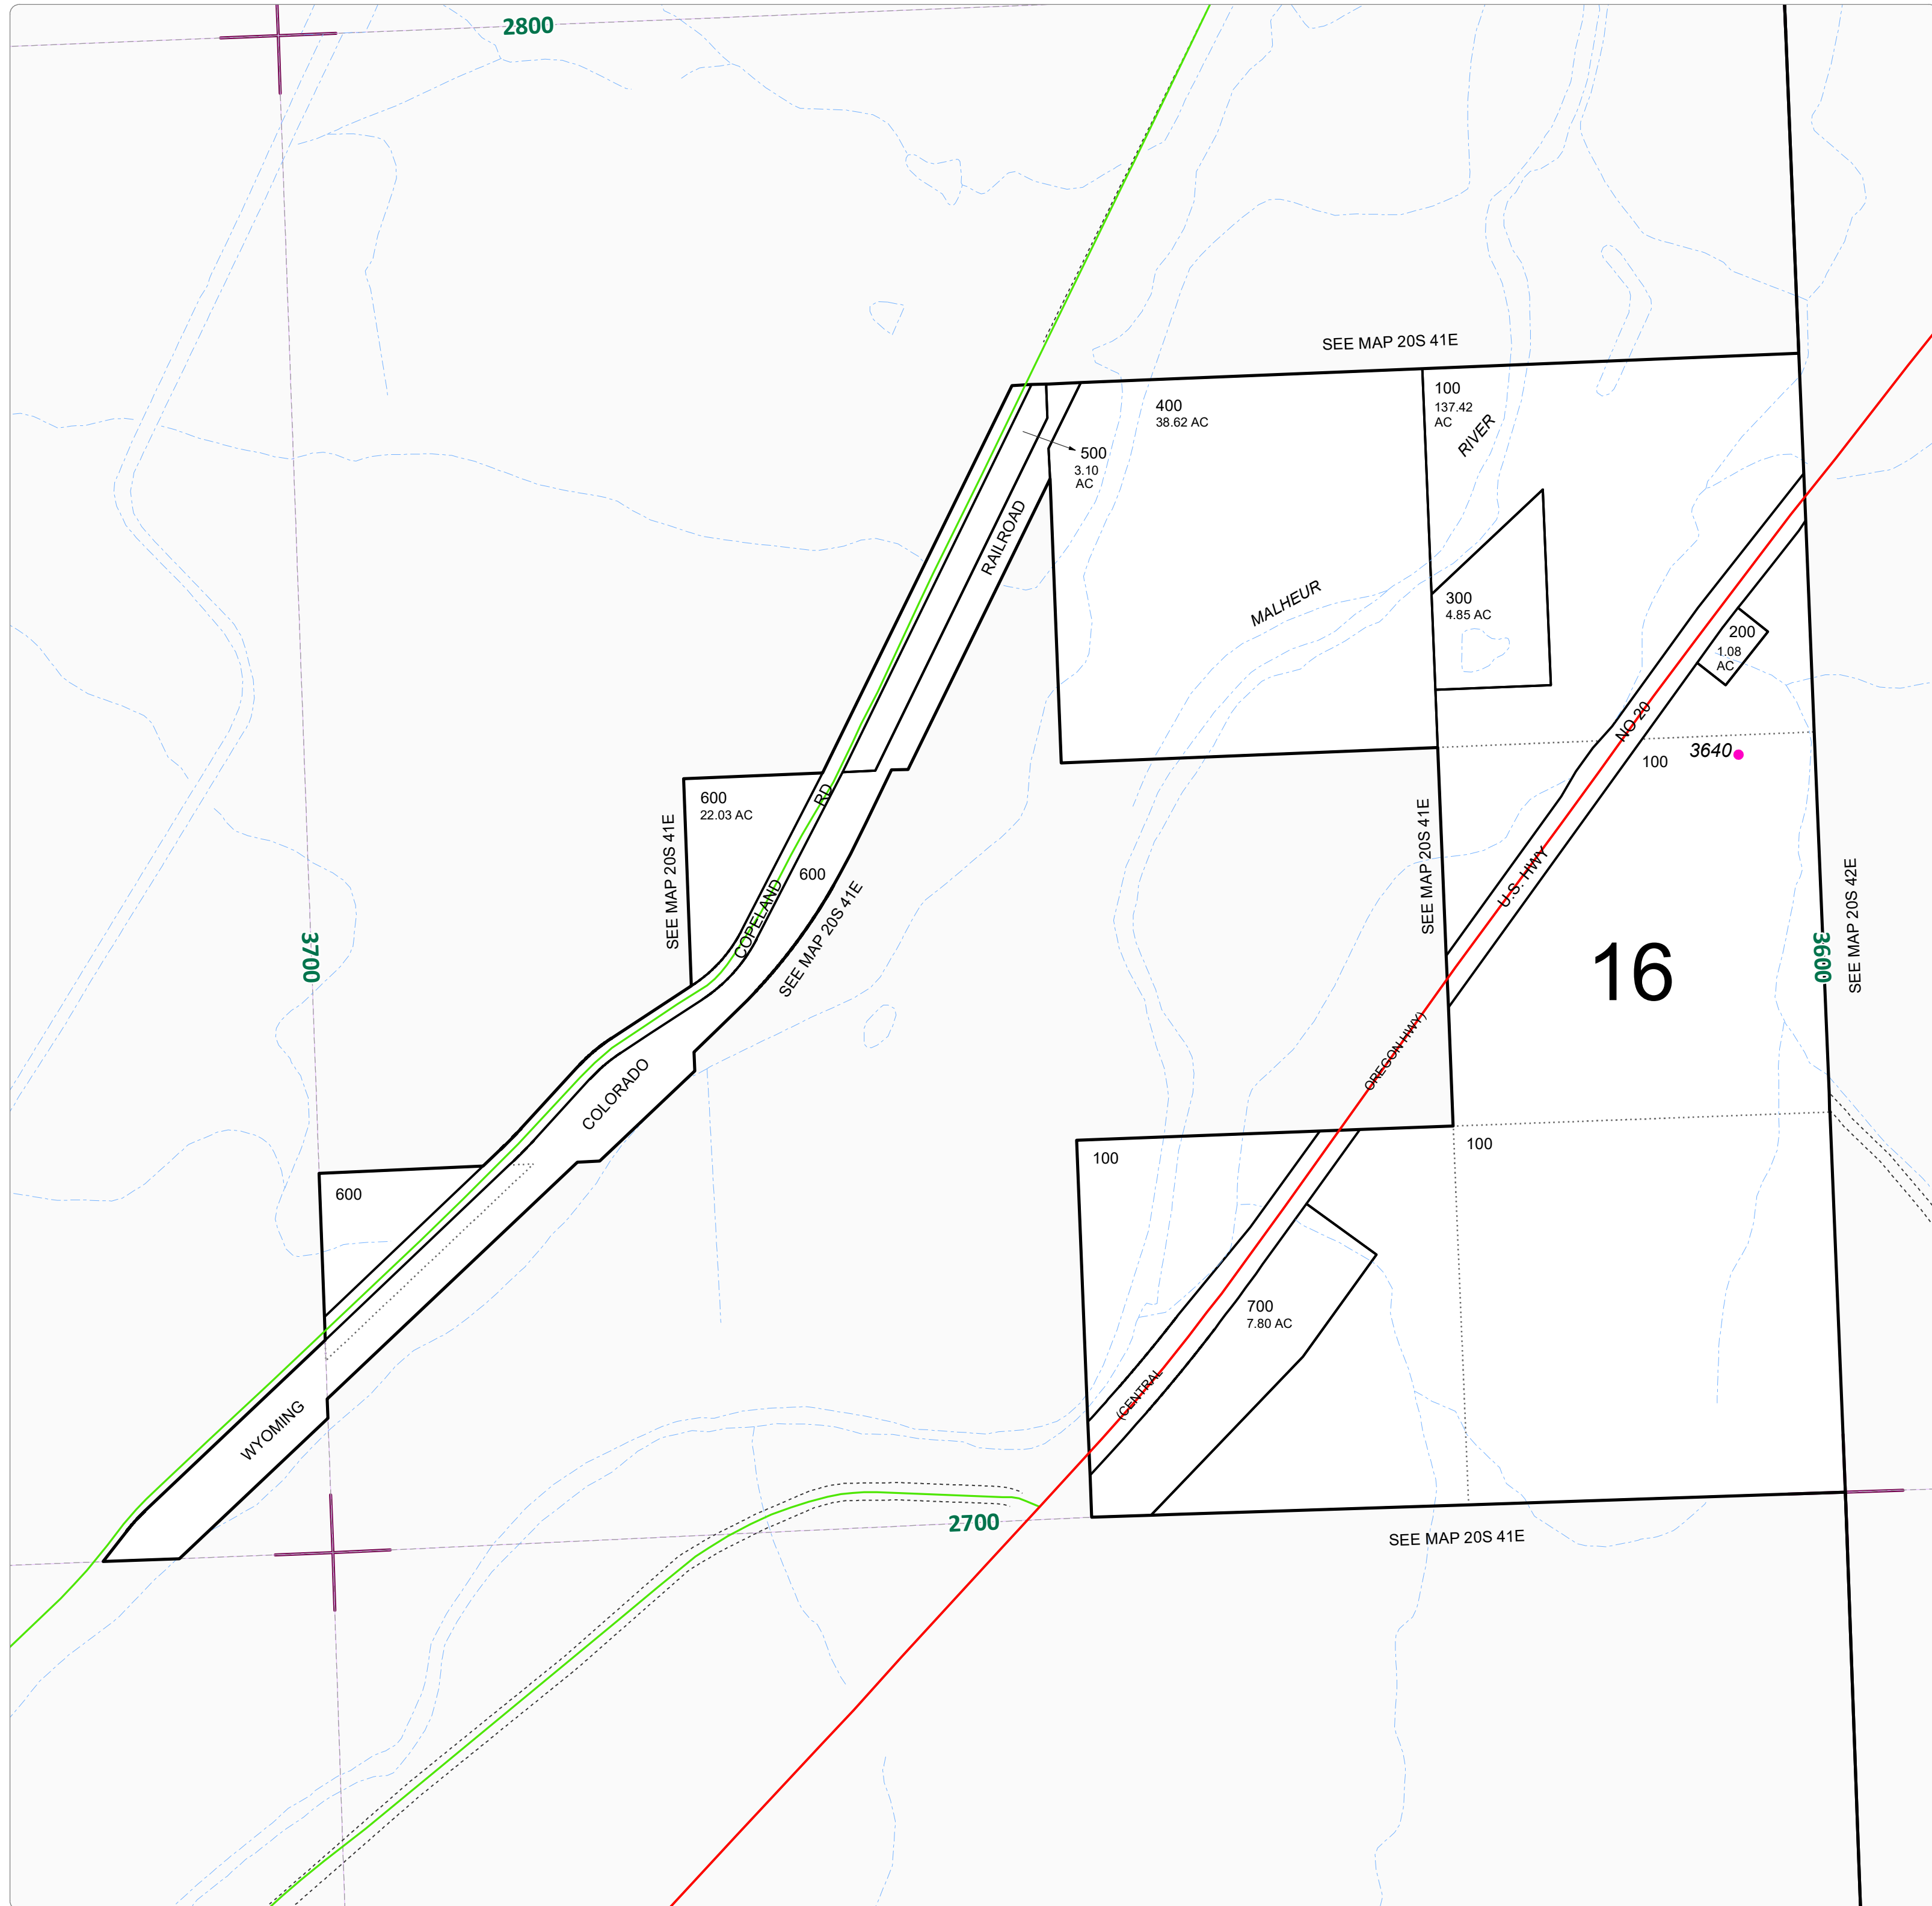 2800
SEE MAP 20S 41E
400
38.62 AC
100
137.42
AC
RIVER
500
3.10
AC
RAILROAD
MALHEUR
300
4.85 AC
200
1.08
AC
NO 20
3640
100
600
22.03 AC
RD
SEE MAP 20S 41E
600
COPELAND
SEE MAP 20S 41E
SEE MAP 20S 41E
U.S. HWY
SEE MAP 20S 42E
3700
16
3600
OREGON HWY)
COLORADO
100
100
600
700
7.80 AC
(CENTRAL
WYOMING
2700
SEE MAP 20S 41E